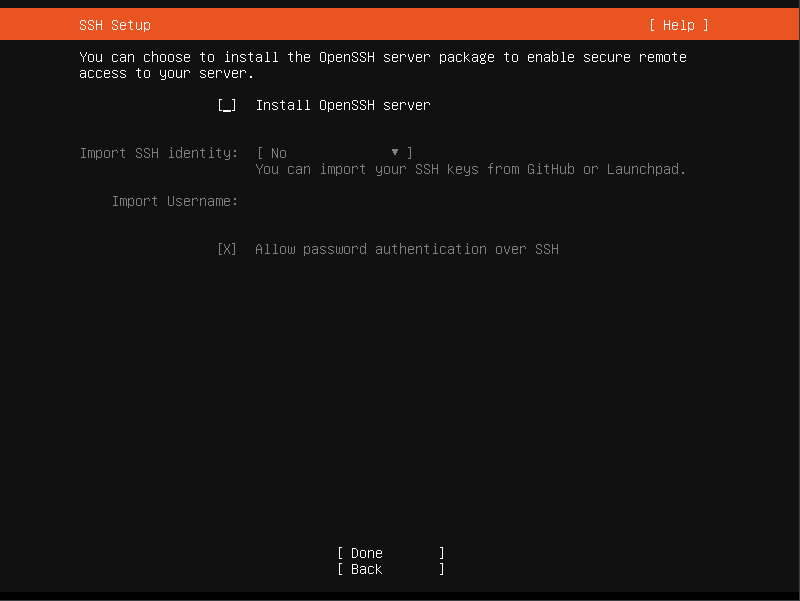 SSH Setup [ Help ]
You can choose to install the OpenSSH server package to enable secure remote
access to your server.
[_] Install OpenSSH server
Import SSH identity: [ No ▾ ]
You can import your SSH keys from GitHub or Launchpad.
Import Username:
[X] Allow password authentication over SSH
[ Done ]
[ Back ]